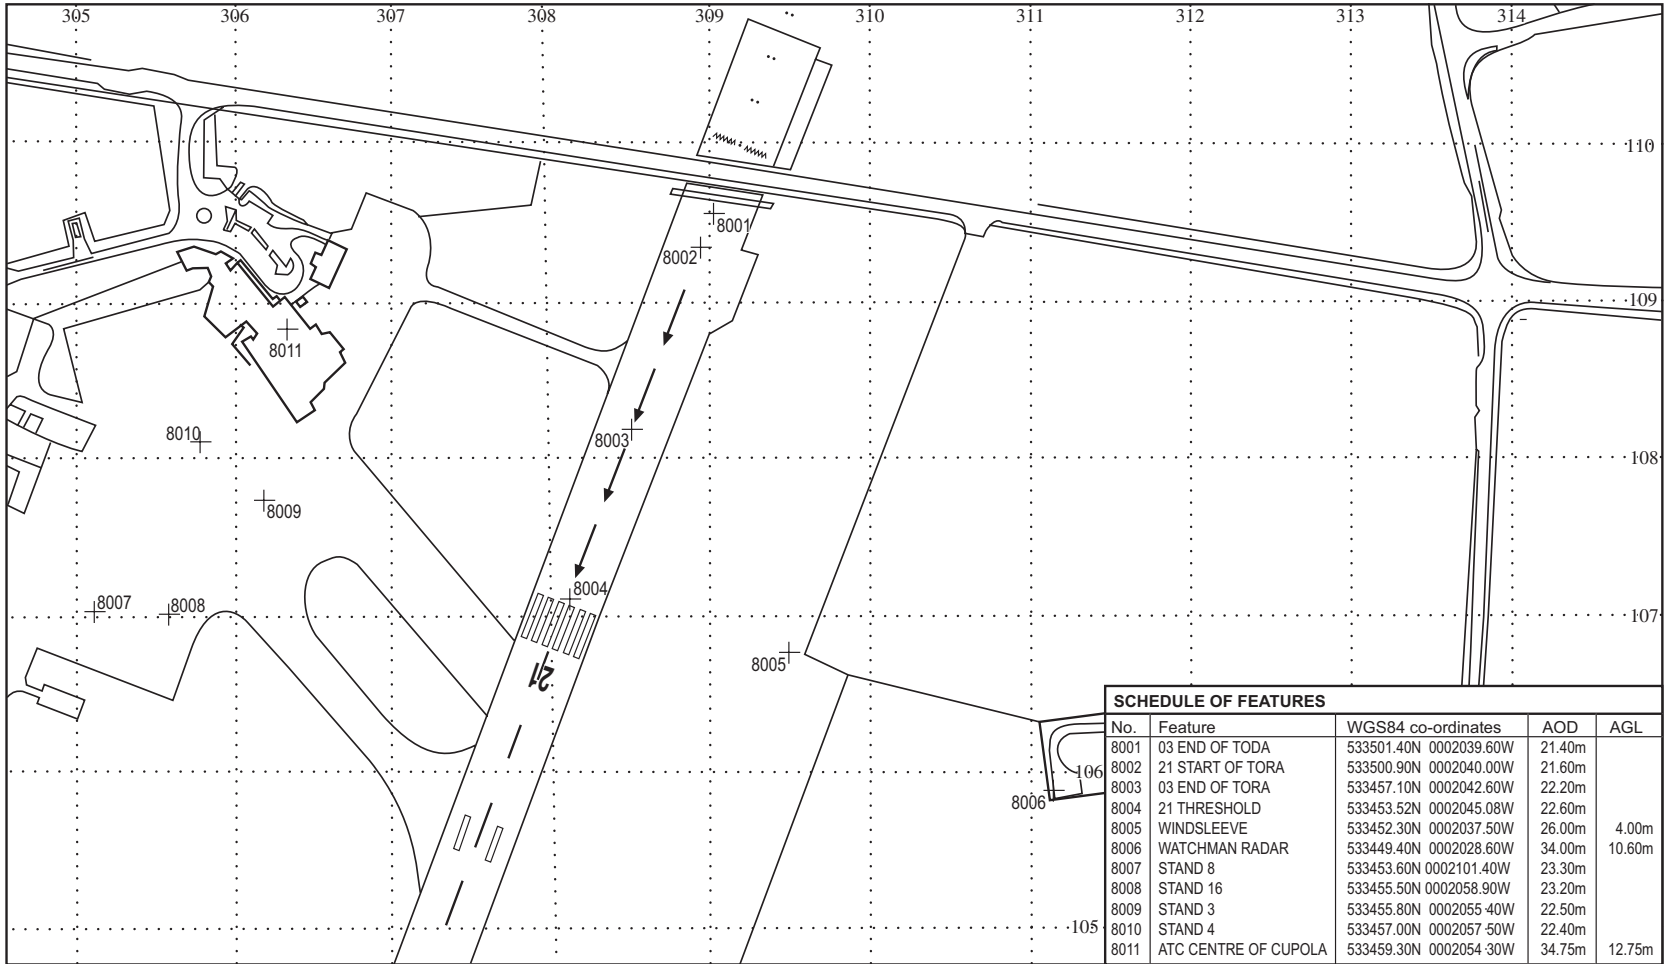 305 306 307 308 309 310 311 312 313 314
110
8001
8002
109
8011
8010
8003
108
8009
8004
8007
8008
107
8005
21
106
8006
105
SCHEDULE OF FEATURES
No. Feature WGS84 co-ordinates AOD AGL
8001 03 END OF TODA 533501.40N 0002039.60W 21.40m
8002 21 START OF TORA 533500.90N 0002040.00W 21.60m
8003 03 END OF TORA 533457.10N 0002042.60W 22.20m
8004 21 THRESHOLD 533453.52N 0002045.08W 22.60m
8005 WINDSLEEVE 533452.30N 0002037.50W 26.00m 4.00m
8006 WATCHMAN RADAR 533449.40N 0002028.60W 34.00m 10.60m
8007 STAND 8 533453.60N 0002101.40W 23.30m
8008 STAND 16 533455.50N 0002058.90W 23.20m
8009 STAND 3 533455.80N 0002055·40W 22.50m
8010 STAND 4 533457.00N 0002057·50W 22.40m
8011 ATC CENTRE OF CUPOLA 533459.30N 0002054·30W 34.75m 12.75m